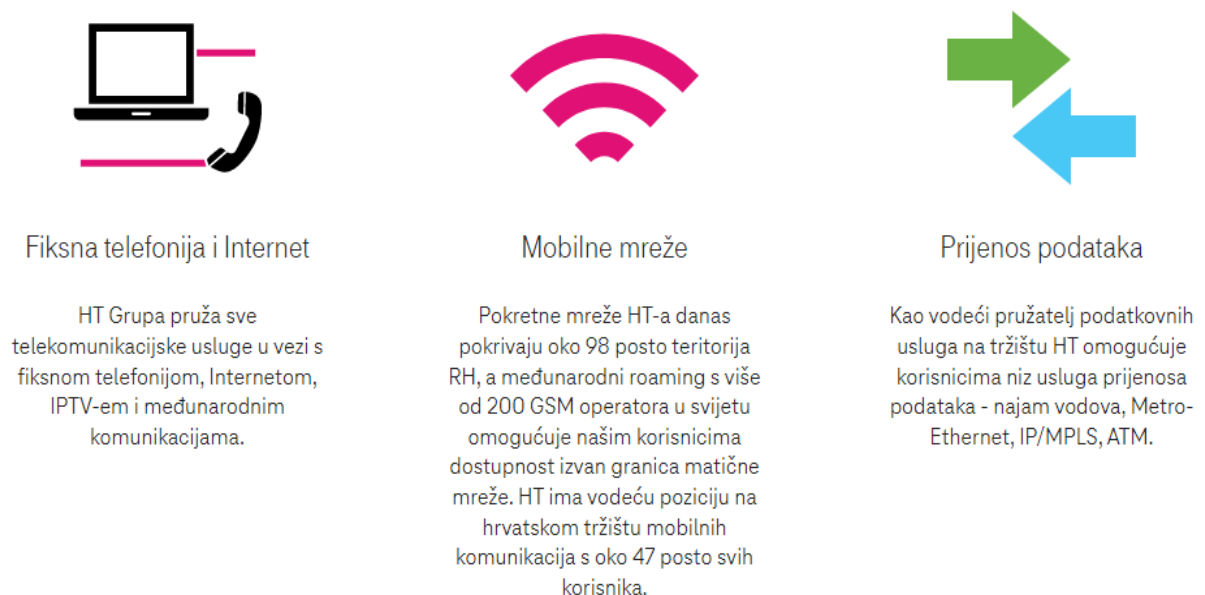 Fiksna telefonija i Internet
HT Grupa pruža sve
telekomunikacijske usluge u vezi s
fiksnom telefonijom, Internetom,
IPTV-em i međunarodnim
komunikacijama.
Mobilne mreže
Pokretne mreže HT-a danas
pokrivaju oko 98 posto teritorija
RH, a međunarodni roaming s više
od 200 GSM operatora u svijetu
omogućuje našim korisnicima
dostupnost izvan granica matične
mreže. HT ima vodeću poziciju na
hrvatskom tržištu mobilnih
komunikacija s oko 47 posto svih
korisnika.
Prijenos podataka
Kao vodeći pružatelj podatkovnih
usluga na tržištu HT omogućuje
korisnicima niz usluga prijenosa
podataka - najam vodova, Metro-
Ethernet, IP/MPLS, ATM.